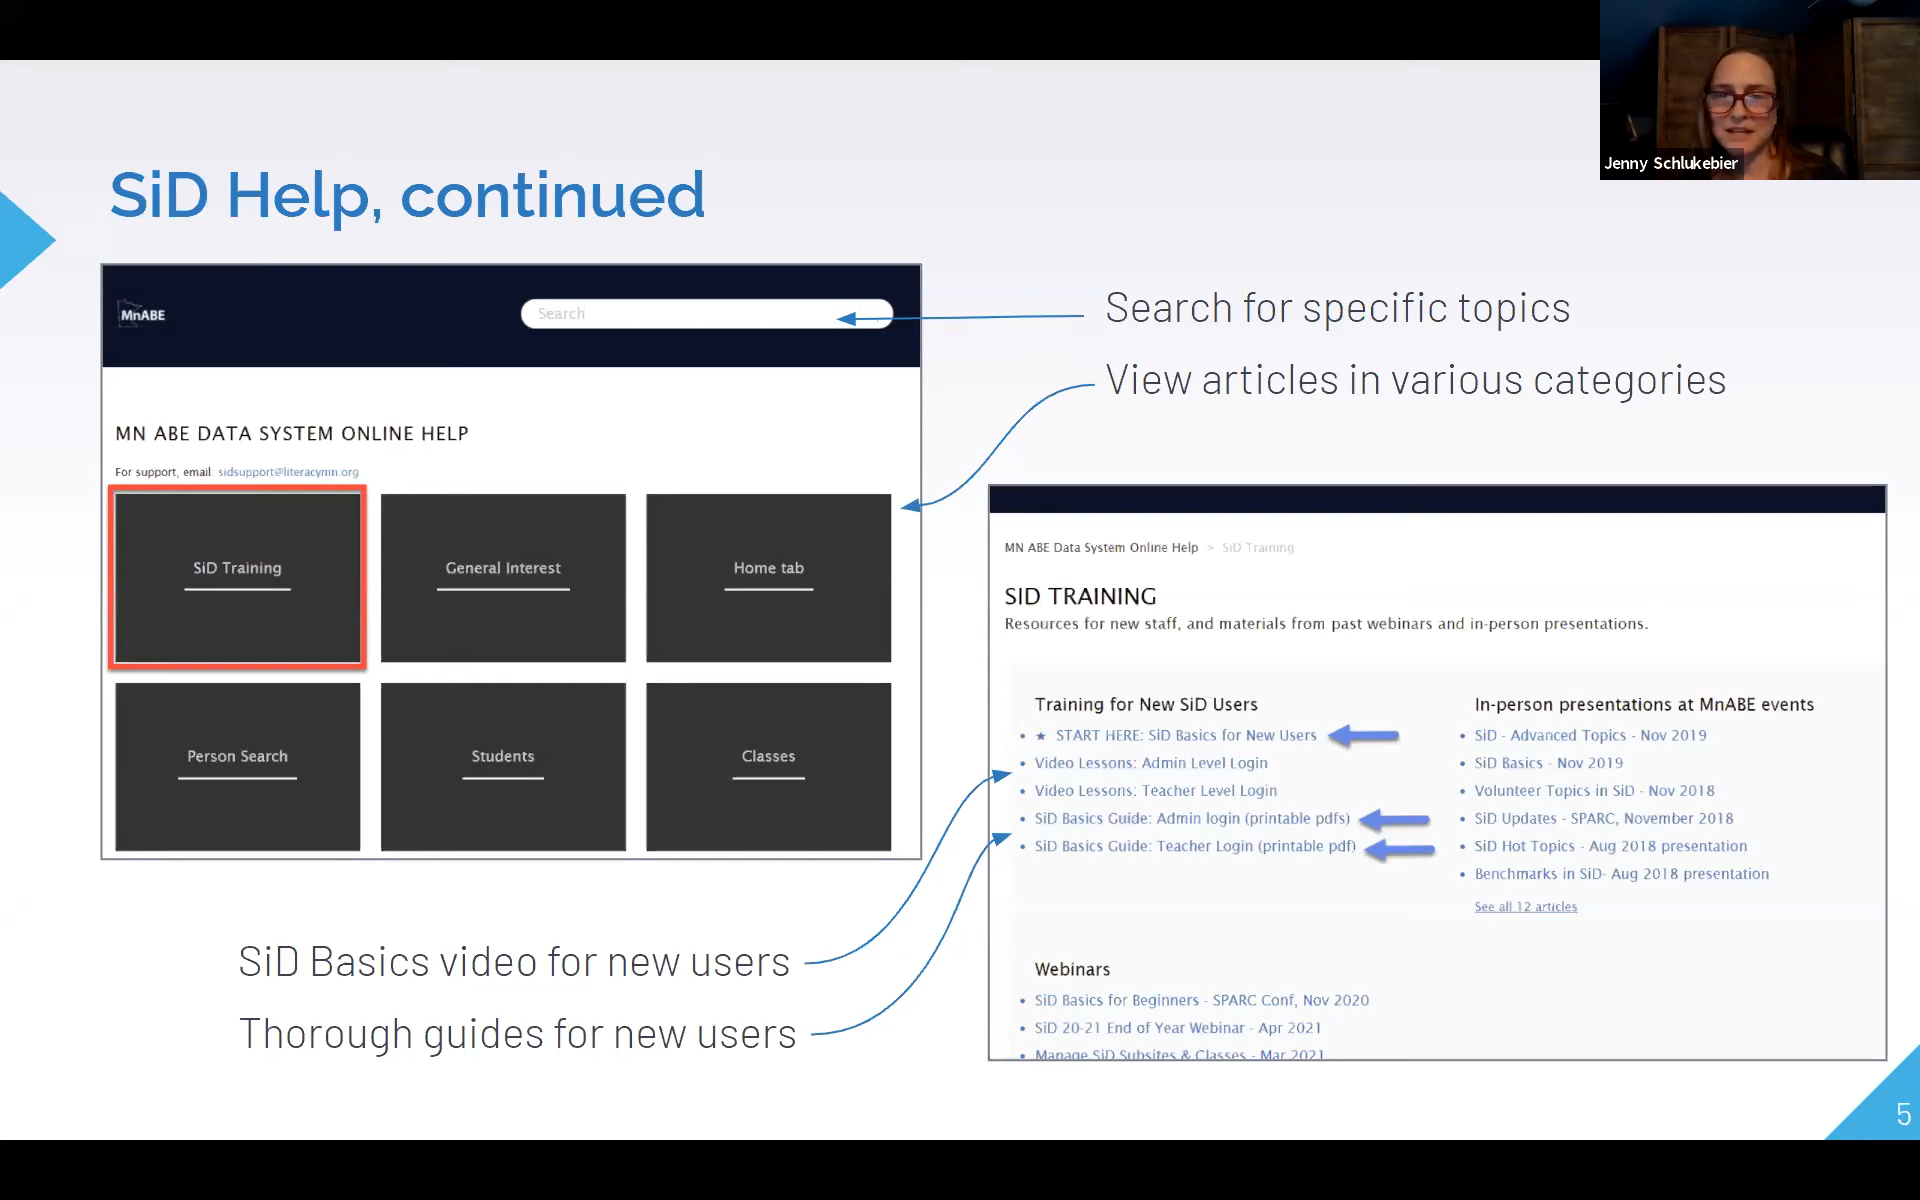 Jenny Schlukebier
SiD Help, continued
MnABE
Search
Search for specific topics
View articles in various categories
MN ABE DATA SYSTEM ONLINE HELP
For support, email: sidsupport@literacymn.org
SiD Training
General Interest
Home tab
Person Search
Students
Classes
MN ABE Data System Online Help > SiD Training
SID TRAINING
Resources for new staff, and materials from past webinars and in-person presentations.
Training for New SiD Users
★ START HERE: SiD Basics for New Users
Video Lessons: Admin Level Login
Video Lessons: Teacher Level Login
SiD Basics Guide: Admin login (printable pdfs)
SiD Basics Guide: Teacher Login (printable pdf)
In-person presentations at MnABE events
SiD - Advanced Topics - Nov 2019
SiD Basics - Nov 2019
Volunteer Topics in SiD - Nov 2018
SiD Updates - SPARC, November 2018
SiD Hot Topics - Aug 2018 presentation
Benchmarks in SiD- Aug 2018 presentation
See all 12 articles
Webinars
SiD Basics for Beginners - SPARC Conf, Nov 2020
SiD 20-21 End of Year Webinar - Apr 2021
Manage SiD Subsites & Classes - Mar 2021
SiD Basics video for new users
Thorough guides for new users
5